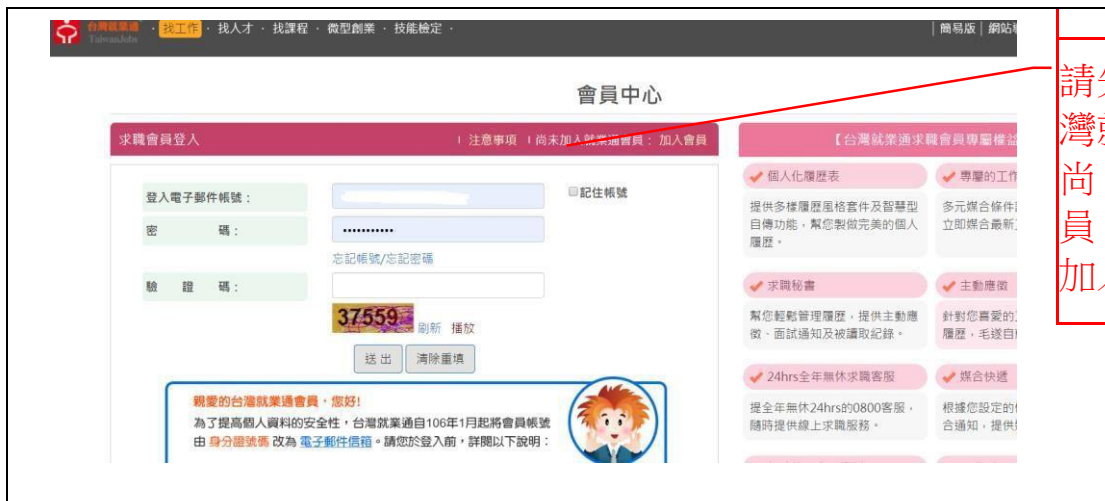 台灣就業通
TaiwanJobs
· 找工作 · 找人才 · 找課程 · 微型創業 · 技能檢定 ·
| 簡易版 | 網站
會員中心
求職會員登入
| 注意事項 | 尚未加入就業通會員： 加入會員
登入電子郵件帳號：
記住帳號
密 碼：
•••••••••••
忘記帳號/忘記密碼
驗 證 碼：
37559
刷新 播放
送 出 清除重填
親愛的台灣就業通會員，您好!
為了提高個人資料的安全性，台灣就業通自106年1月起將會員帳號
由 身分證號碼 改為 電子郵件信箱。請您於登入前，詳閱以下說明：
【台灣就業通求職會員專屬權益
個人化履歷表
提供多樣履歷風格套件及智慧型
自傳功能，幫您製做完美的個人
履歷。
專屬的工作
多元媒合條件
立即媒合最新
求職秘書
幫您輕鬆管理履歷，提供主動應
徵、面試通知及被讀取紀錄。
主動應徵
針對您喜愛的
履歷，毛遂自
24hrs全年無休求職客服
提全年無休24hrs的0800客服，
隨時提供線上求職服務。
媒合快遞
根據您設定的
合通知，提供
請
灣
尚
員
加